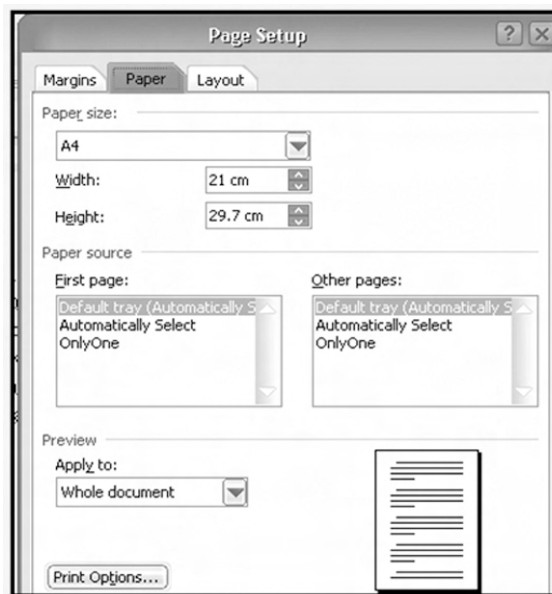 Page Setup
Margins Paper Layout
Paper size:
A4
Width: 21 cm
Height: 29.7 cm
Paper source
First page: Other pages:
Default tray (Automatically S Default tray (Automatically S
Automatically Select Automatically Select
OnlyOne OnlyOne
Preview
Apply to:
Whole document
Print Options...